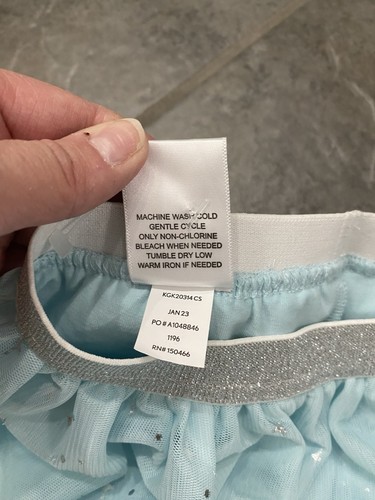 MACHINE WASH COLD
GENTLE CYCLE
ONLY NON-CHLORINE
BLEACH WHEN NEEDED
TUMBLE DRY LOW
WARM IRON IF NEEDED
KGK20314 CS
JAN 23
PO # A1048846
1196
RN# 150466